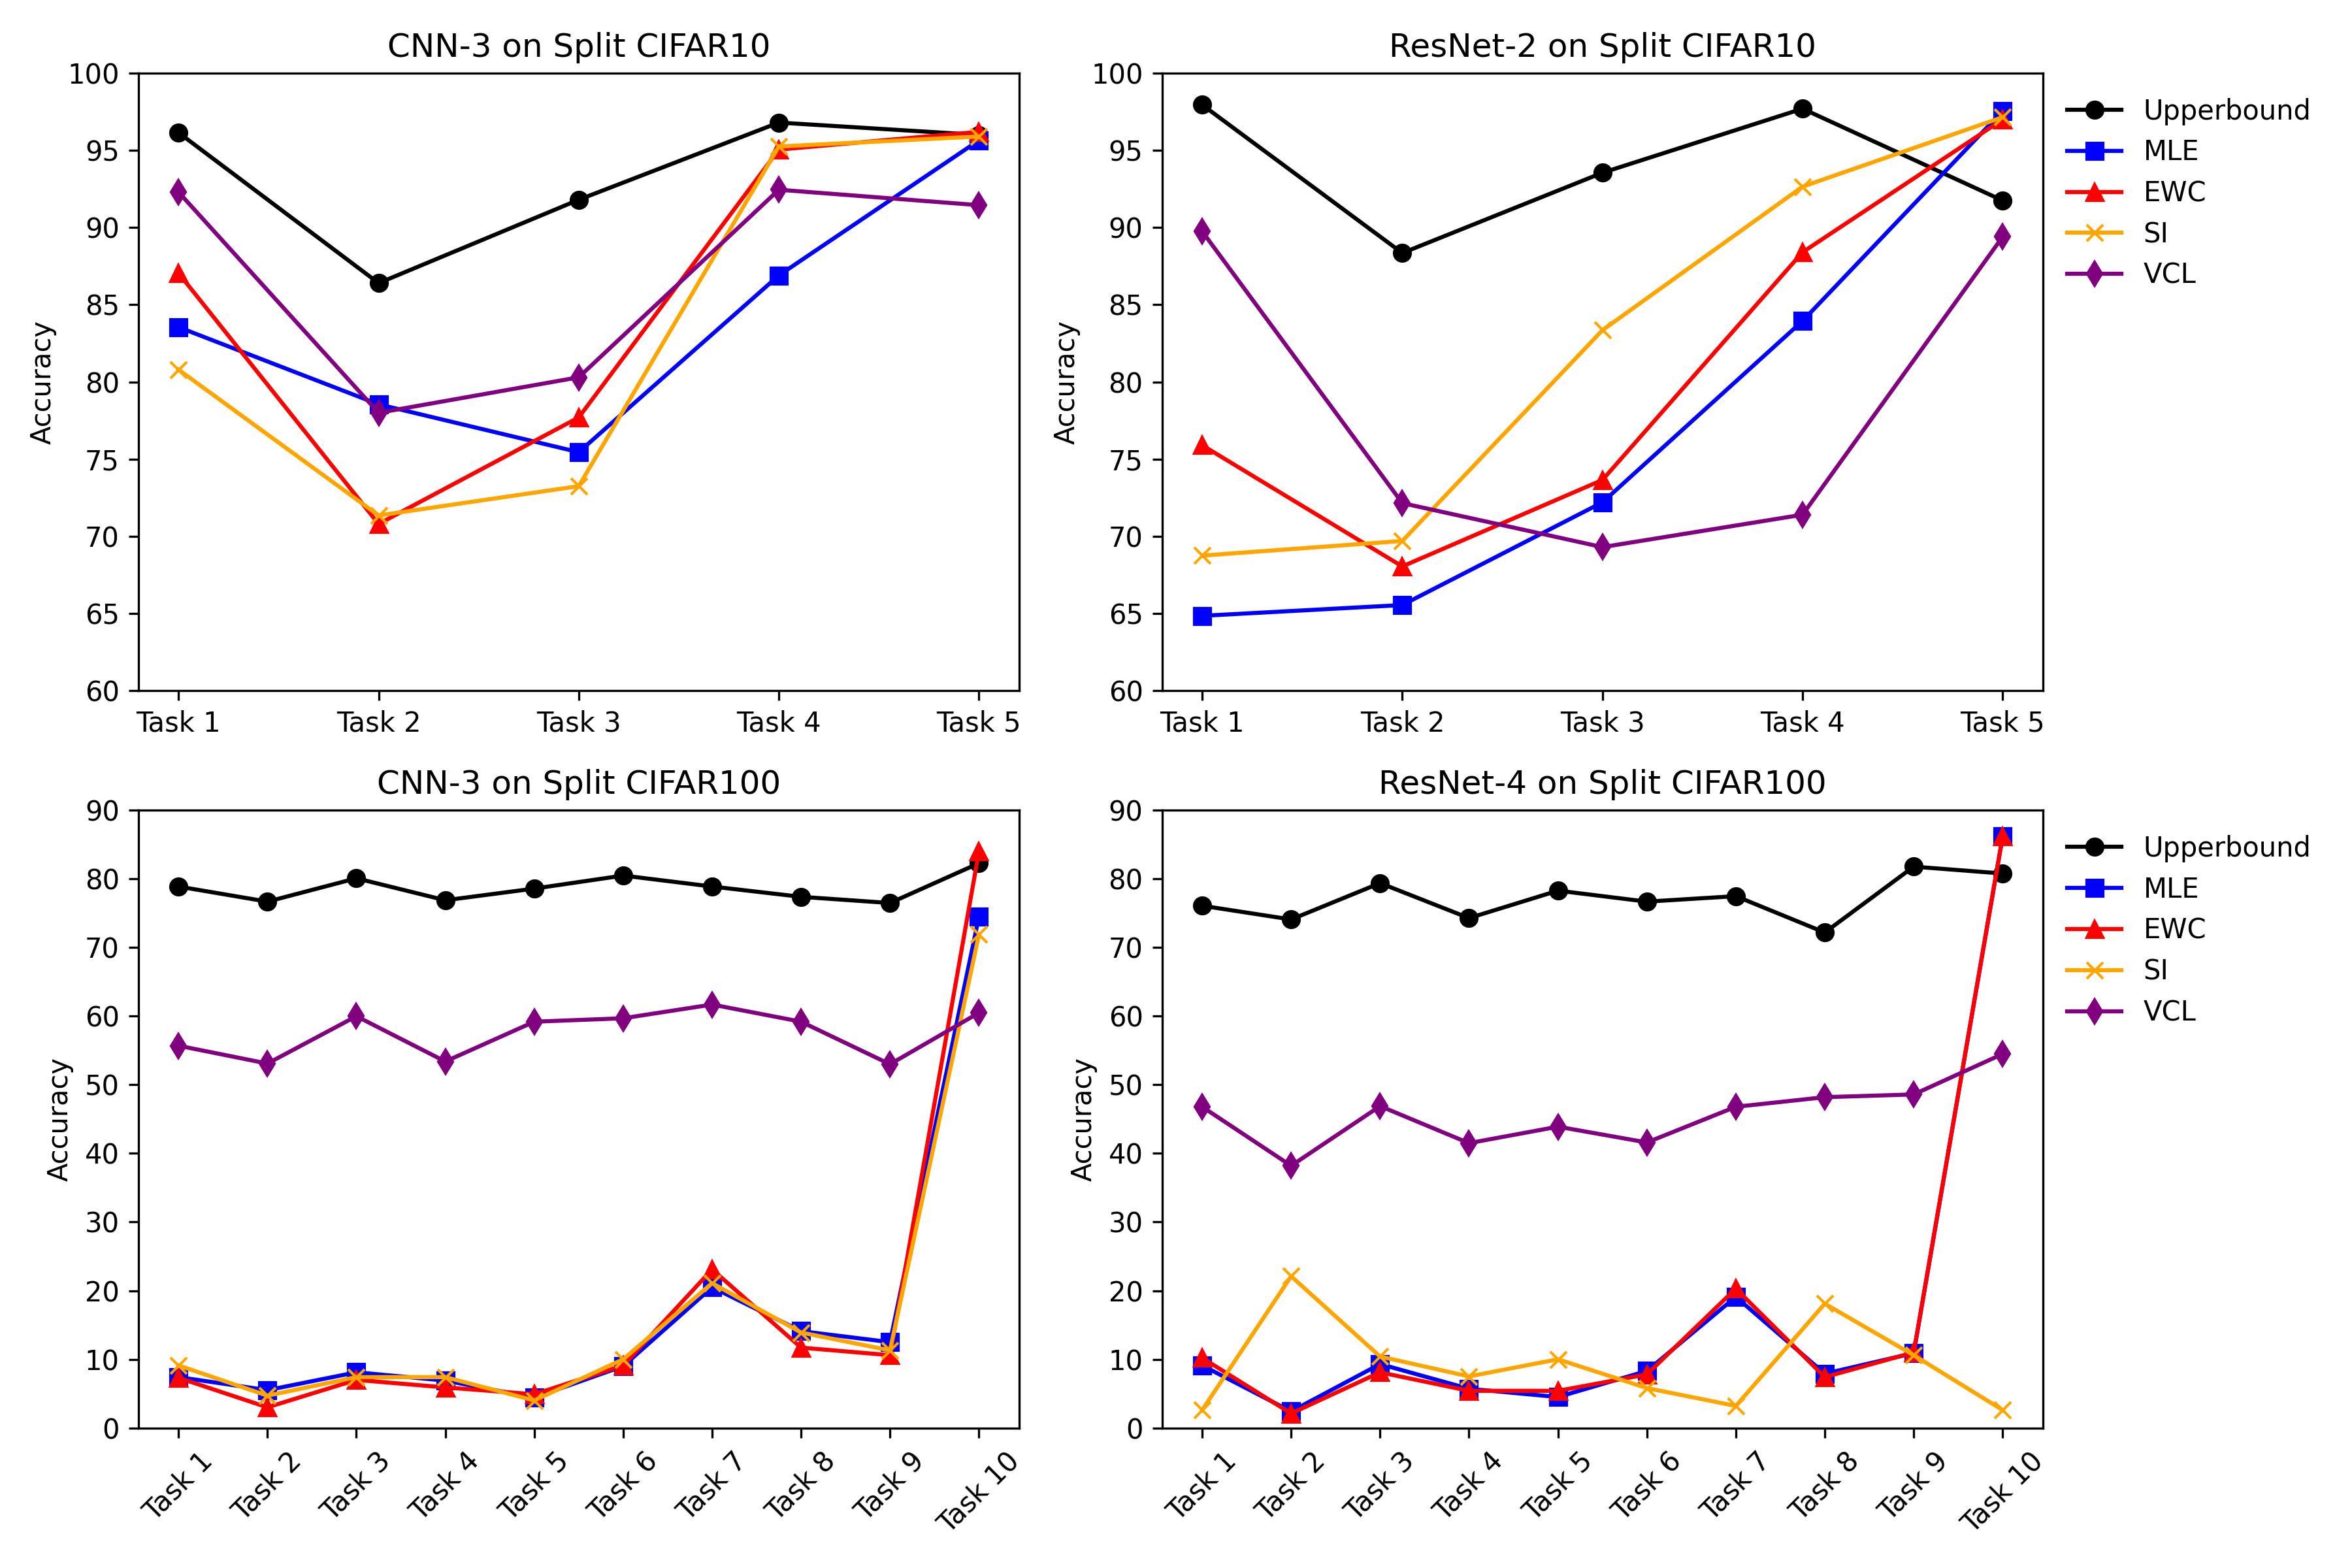 CNN-3 on Split CIFAR10
Accuracy
100
95
90
85
80
75
70
65
60
Task 1 Task 2 Task 3 Task 4 Task 5
ResNet-2 on Split CIFAR10
Accuracy
100
95
90
85
80
75
70
65
60
Task 1 Task 2 Task 3 Task 4 Task 5
Upperbound
MLE
EWC
SI
VCL
CNN-3 on Split CIFAR100
Accuracy
90
80
70
60
50
40
30
20
10
0
Task 1 Task 2 Task 3 Task 4 Task 5 Task 6 Task 7 Task 8 Task 9 Task 10
ResNet-4 on Split CIFAR100
Accuracy
90
80
70
60
50
40
30
20
10
0
Task 1 Task 2 Task 3 Task 4 Task 5 Task 6 Task 7 Task 8 Task 9 Task 10
Upperbound
MLE
EWC
SI
VCL